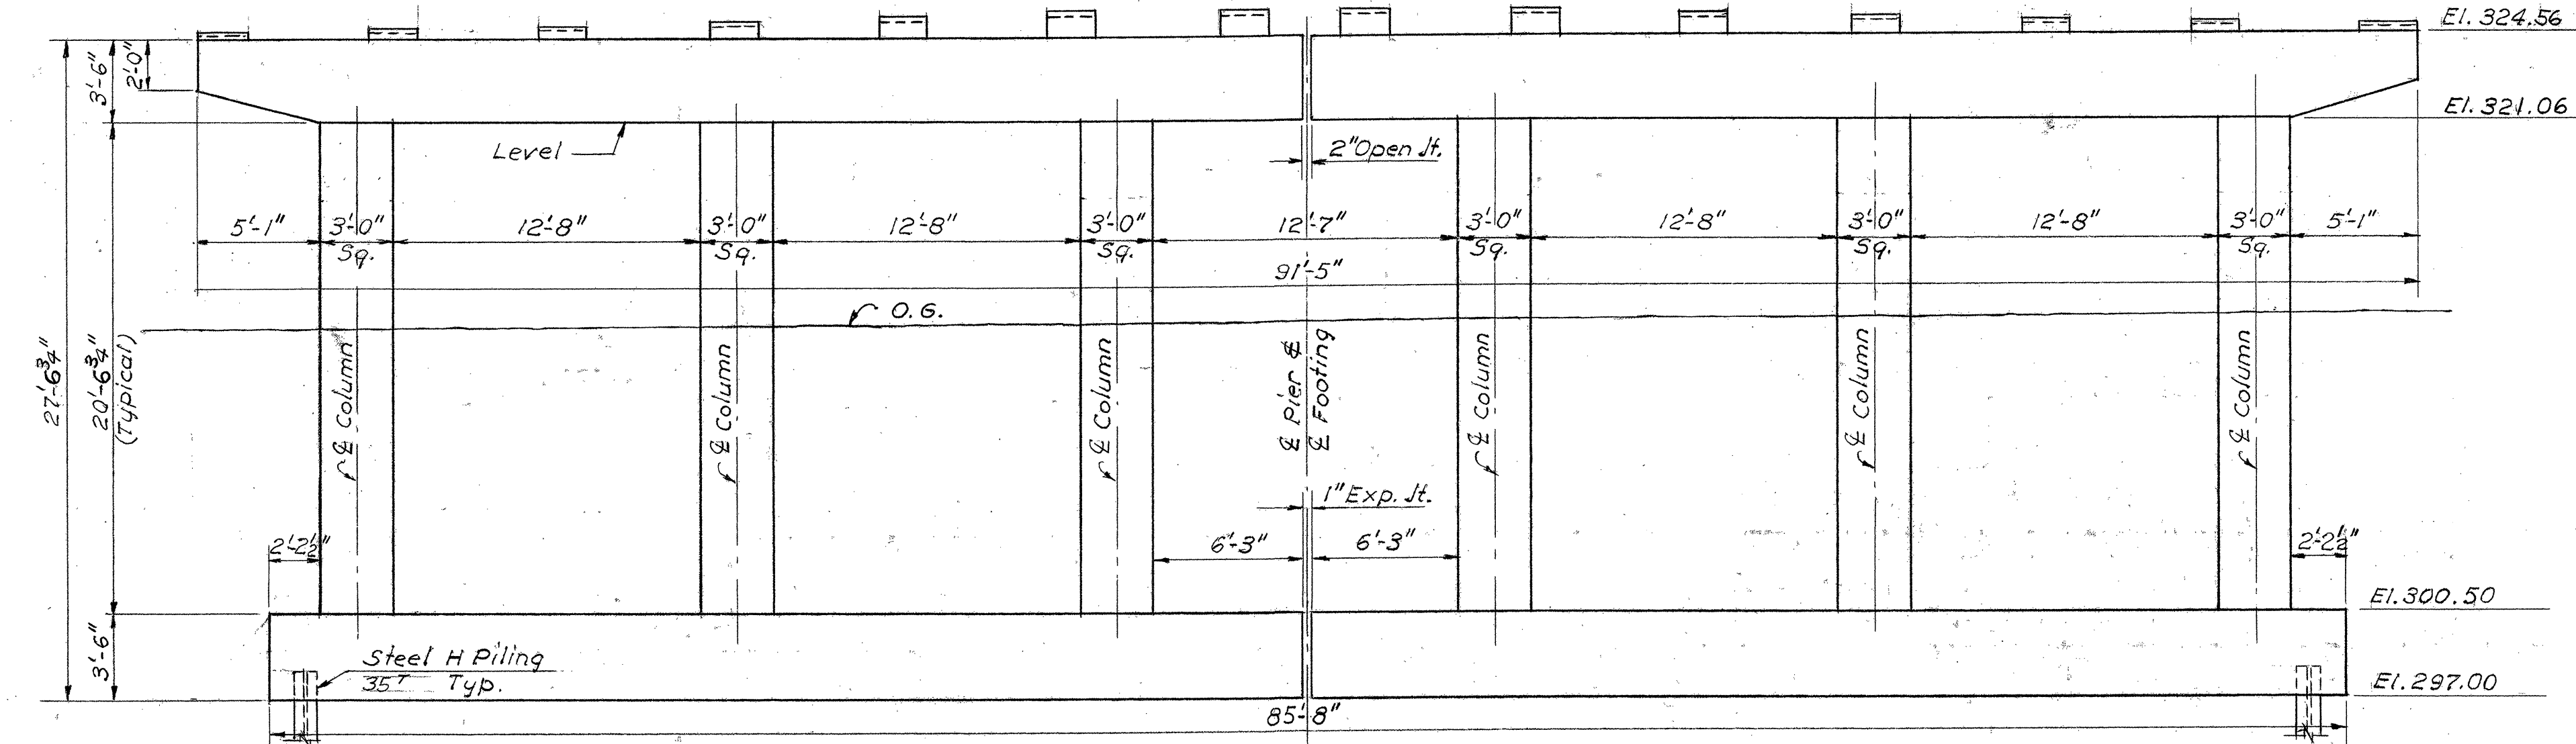 El. 324.56
3'-6"
2'-0"
El. 321.06
Level
2" Open Jt.
5'-1"
3'-0"
Sq.
12'-8"
3'-0"
Sq.
12'-8"
3'-0"
Sq.
12'-7"
3'-0"
Sq.
12'-8"
3'-0"
Sq.
12'-8"
3'-0"
Sq.
5'-1"
91'-5"
O.G.
27'-6¾"
20'-6¾"
(Typical)
℄ Column
℄ Column
℄ Column
℄ Pier &
℄ Footing
℄ Column
℄ Column
℄ Column
1" Exp. Jt.
2'-2½"
6'-3"
6'-3"
2'-2½"
El. 300.50
3'-6"
Steel H Piling
35ᵀ Typ.
El. 297.00
85'-8"